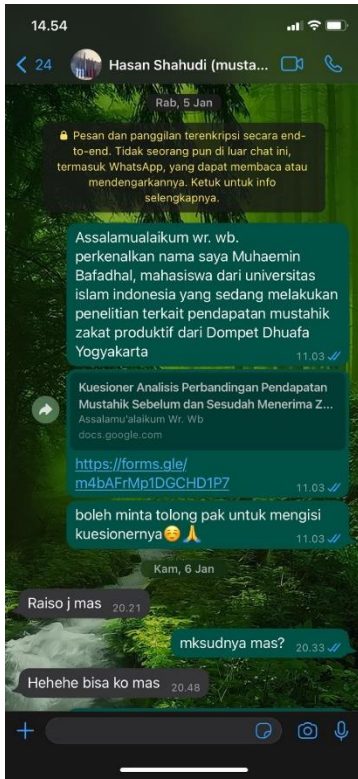 14.54
24
Hasan Shahudi (musta...
Rab, 5 Jan
Pesan dan panggilan terenkripsi secara end-
to-end. Tidak seorang pun di luar chat ini,
termasuk WhatsApp, yang dapat membaca atau
mendengarkannya. Ketuk untuk info
selengkapnya.
Assalamualaikum wr. wb.
perkenalkan nama saya Muhaemin
Bafadhal, mahasiswa dari universitas
islam indonesia yang sedang melakukan
penelitian terkait pendapatan mustahik
zakat produktif dari Dompet Dhuafa
Yogyakarta
11.03
Kuesioner Analisis Perbandingan Pendapatan
Mustahik Sebelum dan Sesudah Menerima Z...
Assalamu'alaikum Wr. Wb
docs.google.com
https://forms.gle/
m4bAFrMp1DGCHD1P7
11.03
boleh minta tolong pak untuk mengisi
kuesionernya☺️🙏
11.03
Kam, 6 Jan
Raiso j mas 20.21
mksudnya mas? 20.33
Hehehe bisa ko mas 20.48